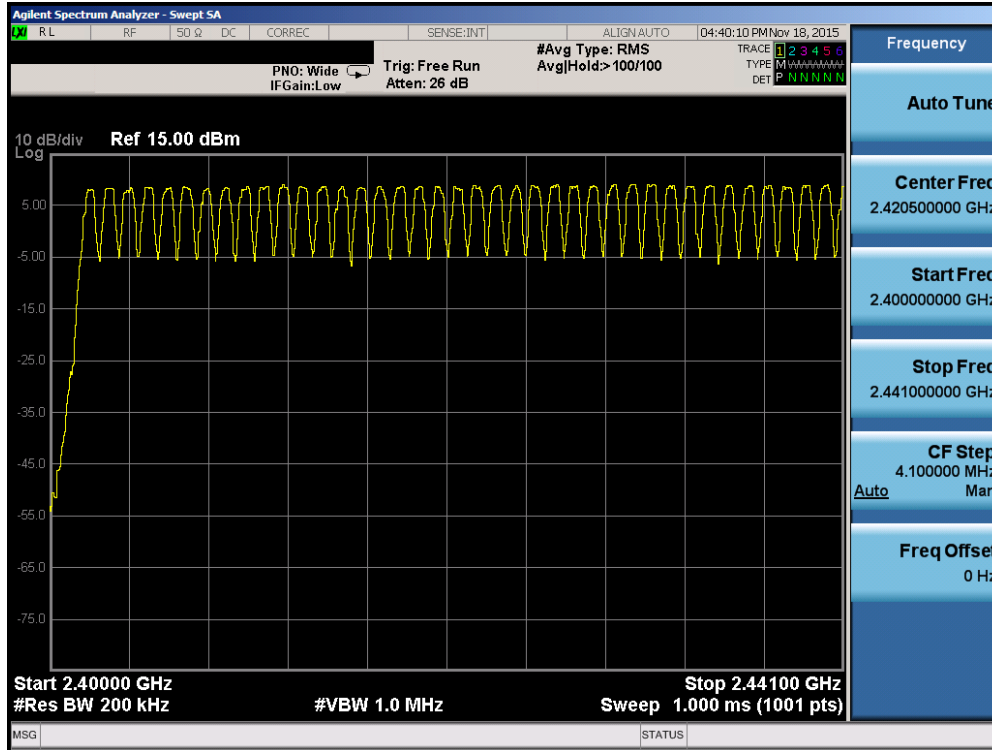 Agilent Spectrum Analyzer - Swept SA
LXI RL RF 50 Ω DC CORREC SENSE:INT ALIGN AUTO 04:40:10 PM Nov 18, 2015
PNO: Wide
IFGain:Low
Trig: Free Run
Atten: 26 dB
#Avg Type: RMS
Avg|Hold:>100/100
TRACE 1 2 3 4 5 6
TYPE M
DET P N N N N N
10 dB/div Ref 15.00 dBm
Log
5.00
-5.00
-15.0
-25.0
-35.0
-45.0
-55.0
-65.0
-75.0
Start 2.40000 GHz Stop 2.44100 GHz
#Res BW 200 kHz #VBW 1.0 MHz Sweep 1.000 ms (1001 pts)
MSG STATUS
Frequency
Auto Tune
Center Freq
2.420500000 GHz
Start Freq
2.400000000 GHz
Stop Freq
2.441000000 GHz
CF Step
4.100000 MHz
Auto Man
Freq Offset
0 Hz